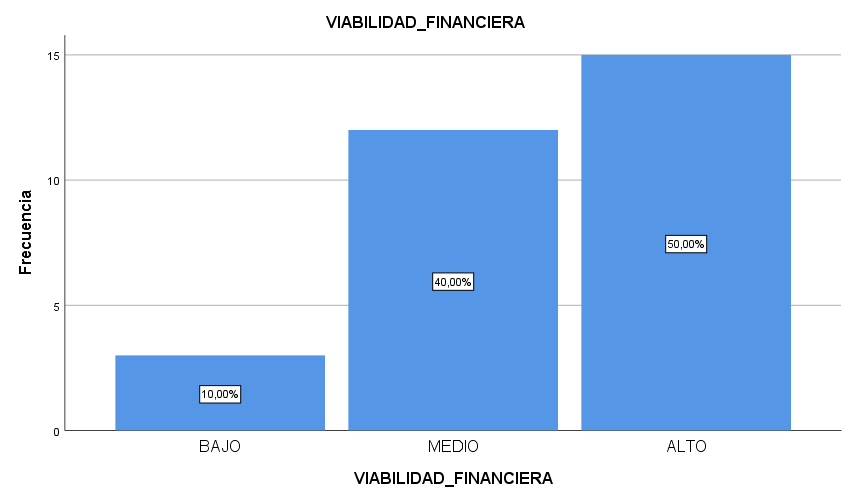 VIABILIDAD_FINANCIERA
15
10
5
0
Frecuencia
10,00%
40,00%
50,00%
BAJO
MEDIO
ALTO
VIABILIDAD_FINANCIERA